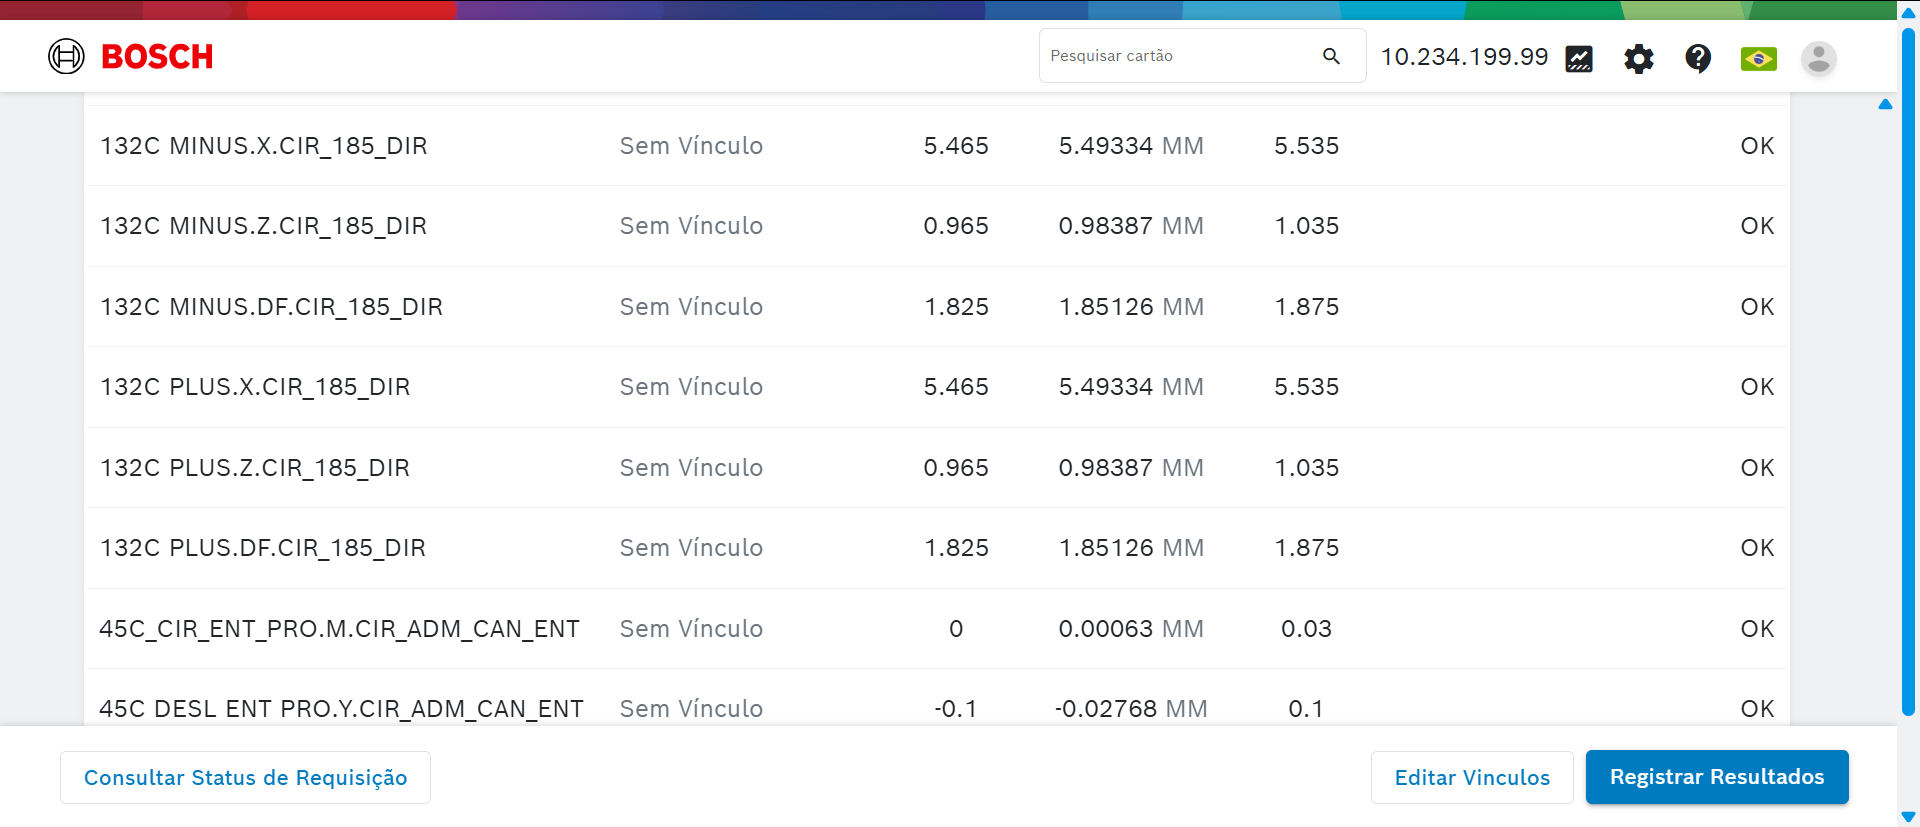 BOSCH
Pesquisar cartão
10.234.199.99
132C MINUS.X.CIR_185_DIR Sem Vínculo 5.465 5.49334 MM 5.535 OK
132C MINUS.Z.CIR_185_DIR Sem Vínculo 0.965 0.98387 MM 1.035 OK
132C MINUS.DF.CIR_185_DIR Sem Vínculo 1.825 1.85126 MM 1.875 OK
132C PLUS.X.CIR_185_DIR Sem Vínculo 5.465 5.49334 MM 5.535 OK
132C PLUS.Z.CIR_185_DIR Sem Vínculo 0.965 0.98387 MM 1.035 OK
132C PLUS.DF.CIR_185_DIR Sem Vínculo 1.825 1.85126 MM 1.875 OK
45C_CIR_ENT_PRO.M.CIR_ADM_CAN_ENT Sem Vínculo 0 0.00063 MM 0.03 OK
45C DESL ENT PRO.Y.CIR_ADM_CAN_ENT Sem Vínculo -0.1 -0.02768 MM 0.1 OK
Consultar Status de Requisição Editar Vinculos Registrar Resultados